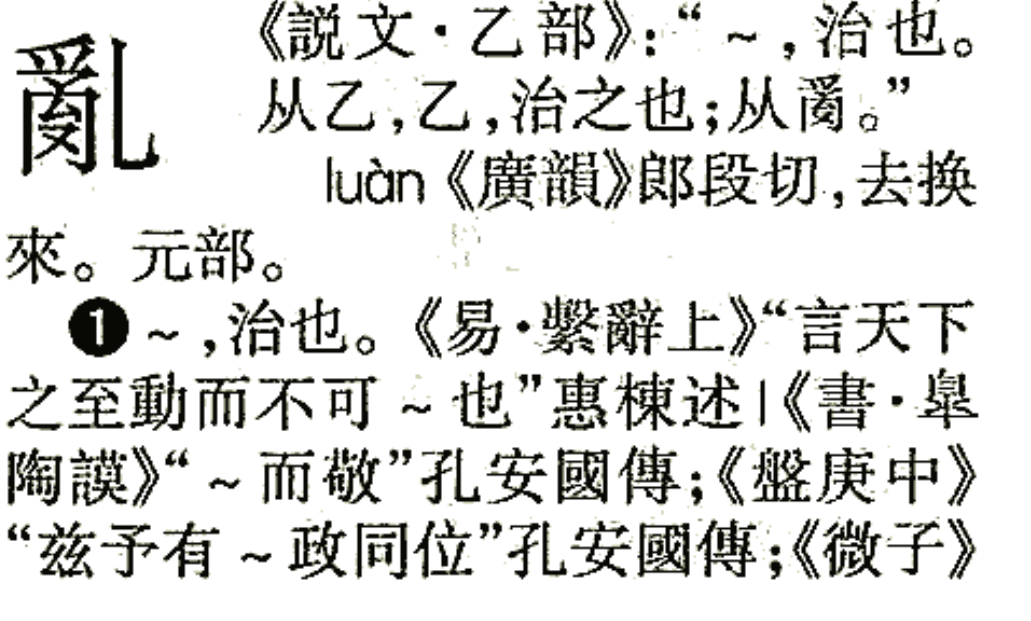 亂 《説文·乙部》：“～，治也。
从乙，乙，治之也；从𤔔。”
luàn《廣韻》郎段切，去换
來。元部。
❶～，治也。《易·繫辭上》“言天下
之至動而不可～也”惠棟述|《書·皋
陶謨》“～而敬”孔安國傳；《盤庚中》
“兹予有～政同位”孔安國傳；《微子》